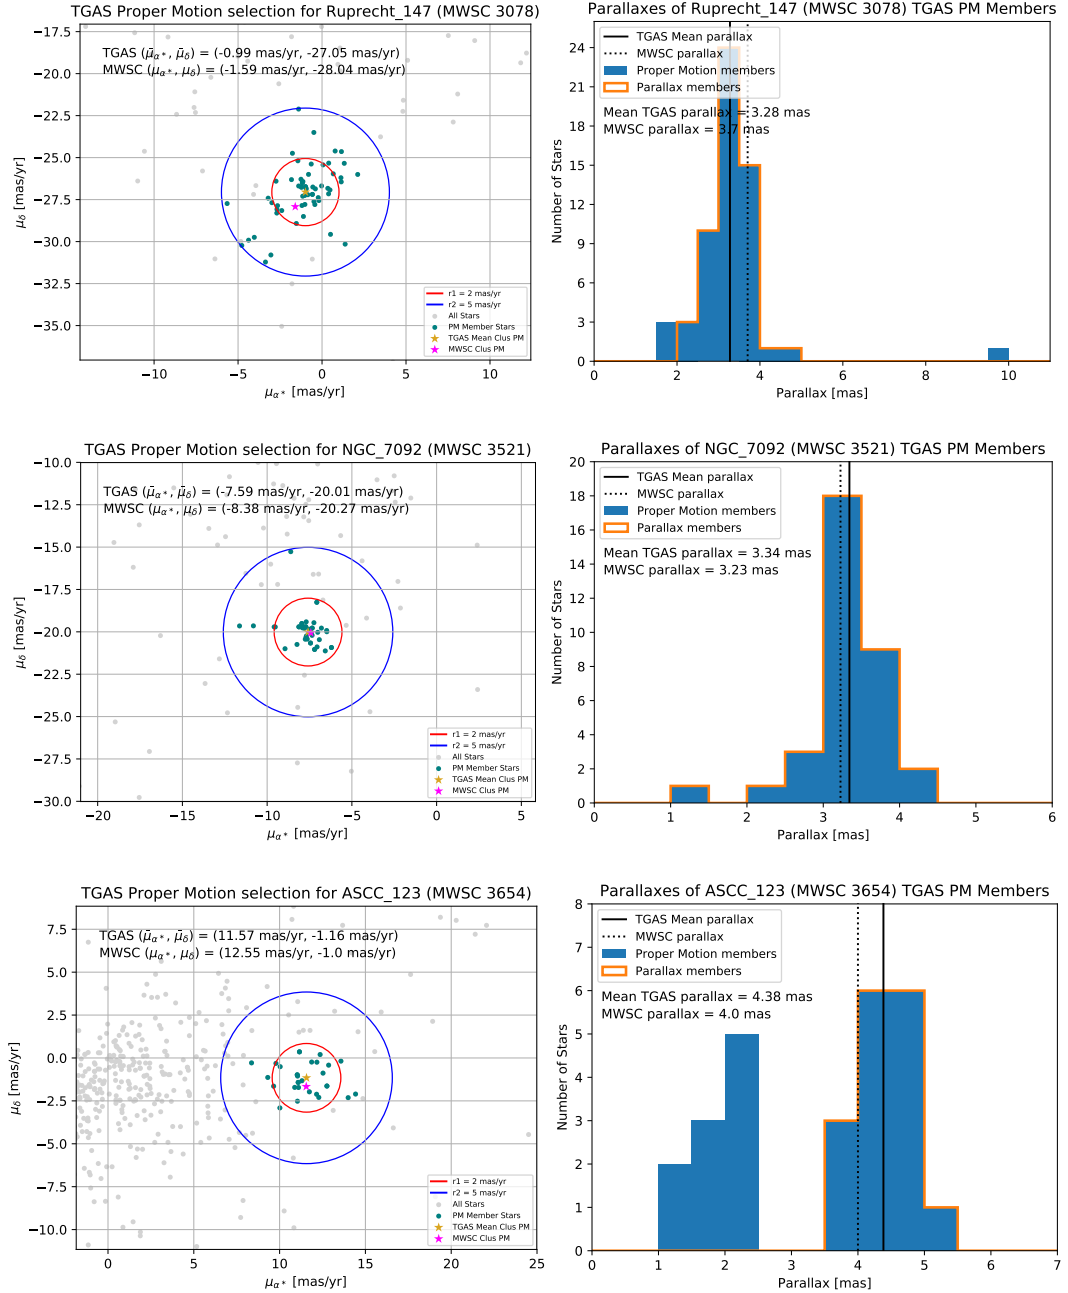 TGAS Proper Motion selection for Ruprecht_147 (MWSC 3078)
TGAS (μ̄α*, μ̄δ) = (-0.99 mas/yr, -27.05 mas/yr)
MWSC (μα*, μδ) = (-1.59 mas/yr, -28.04 mas/yr)
−17.5
−20.0
−22.5
−25.0
−27.5
−30.0
−32.5
−35.0
μδ [mas/yr]
r1 = 2 mas/yr
r2 = 5 mas/yr
All Stars
PM Member Stars
TGAS Mean Clus PM
MWSC Clus PM
−10 −5 0 5 10
μα* [mas/yr]
Parallaxes of Ruprecht_147 (MWSC 3078) TGAS PM Members
TGAS Mean parallax
MWSC parallax
Proper Motion members
Parallax members
Mean TGAS parallax = 3.28 mas
MWSC parallax = 3.7 mas
24
21
18
15
12
9
6
3
0
Number of Stars
0 2 4 6 8 10
Parallax [mas]
TGAS Proper Motion selection for NGC_7092 (MWSC 3521)
TGAS (μ̄α*, μ̄δ) = (-7.59 mas/yr, -20.01 mas/yr)
MWSC (μα*, μδ) = (-8.38 mas/yr, -20.27 mas/yr)
−10.0
−12.5
−15.0
−17.5
−20.0
−22.5
−25.0
−27.5
−30.0
μδ [mas/yr]
r1 = 2 mas/yr
r2 = 5 mas/yr
All Stars
PM Member Stars
TGAS Mean Clus PM
MWSC Clus PM
−20 −15 −10 −5 0 5
μα* [mas/yr]
Parallaxes of NGC_7092 (MWSC 3521) TGAS PM Members
TGAS Mean parallax
MWSC parallax
Proper Motion members
Parallax members
Mean TGAS parallax = 3.34 mas
MWSC parallax = 3.23 mas
20
18
16
14
12
10
8
6
4
2
0
Number of Stars
0 1 2 3 4 5 6
Parallax [mas]
TGAS Proper Motion selection for ASCC_123 (MWSC 3654)
TGAS (μ̄α*, μ̄δ) = (11.57 mas/yr, -1.16 mas/yr)
MWSC (μα*, μδ) = (12.55 mas/yr, -1.0 mas/yr)
7.5
5.0
2.5
0.0
−2.5
−5.0
−7.5
−10.0
μδ [mas/yr]
r1 = 2 mas/yr
r2 = 5 mas/yr
All Stars
PM Member Stars
TGAS Mean Clus PM
MWSC Clus PM
0 5 10 15 20 25
μα* [mas/yr]
Parallaxes of ASCC_123 (MWSC 3654) TGAS PM Members
TGAS Mean parallax
MWSC parallax
Proper Motion members
Parallax members
Mean TGAS parallax = 4.38 mas
MWSC parallax = 4.0 mas
8
7
6
5
4
3
2
1
0
Number of Stars
0 1 2 3 4 5 6 7
Parallax [mas]